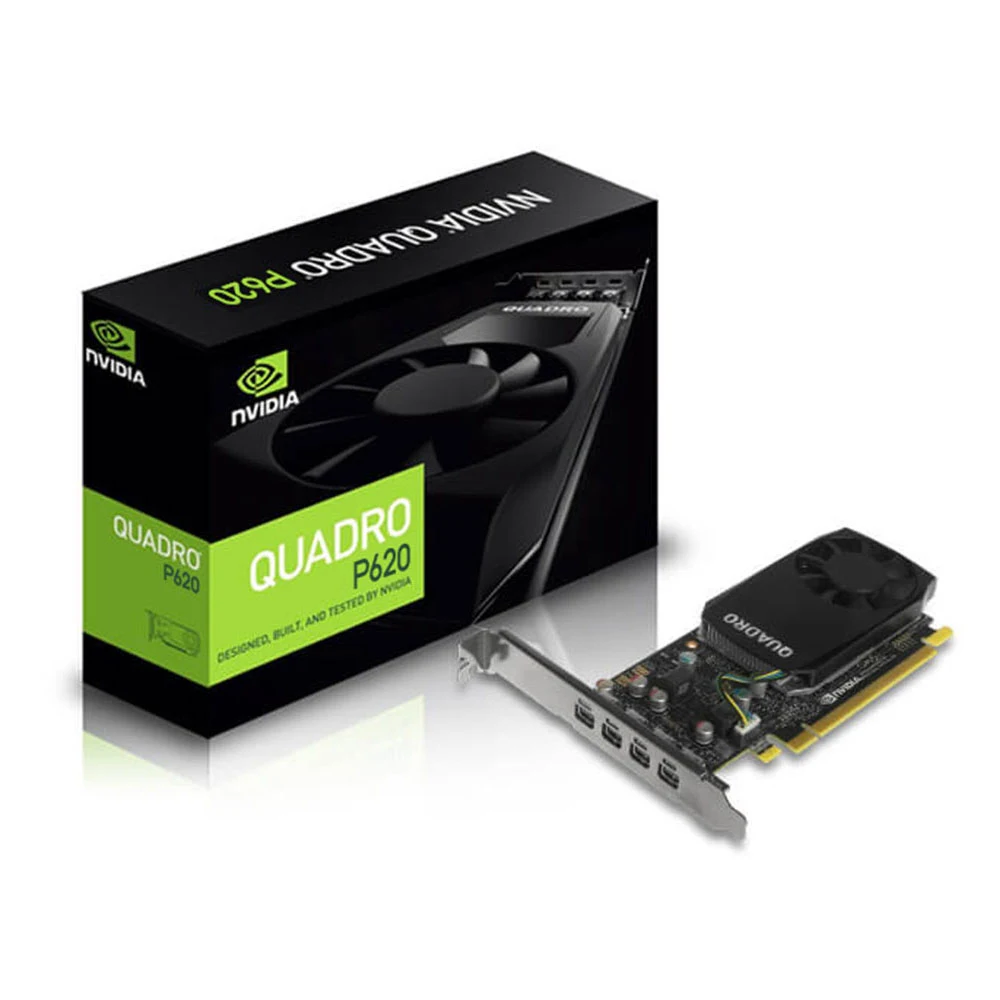 NVIDIA QUADRO® P620
NVIDIA
NVIDIA
QUADRO
QUADRO
P620
DESIGNED, BUILT, AND TESTED BY NVIDIA
QUADRO®
P620
QUADRO
NVIDIA